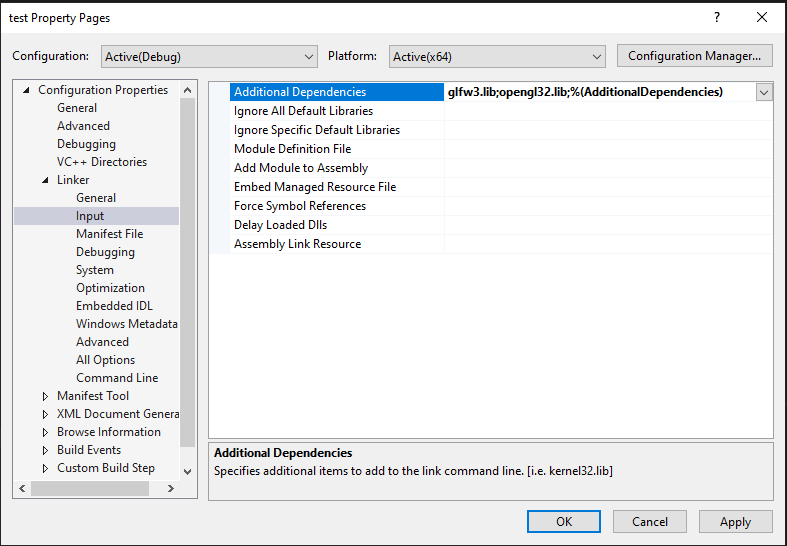 test Property Pages
?
Configuration: Active(Debug) Platform: Active(x64) Configuration Manager...
Configuration Properties
General
Advanced
Debugging
VC++ Directories
Linker
General
Input
Manifest File
Debugging
System
Optimization
Embedded IDL
Windows Metadata
Advanced
All Options
Command Line
Manifest Tool
XML Document Genera
Browse Information
Build Events
Custom Build Step
Additional Dependencies glfw3.lib;opengl32.lib;%(AdditionalDependencies)
Ignore All Default Libraries
Ignore Specific Default Libraries
Module Definition File
Add Module to Assembly
Embed Managed Resource File
Force Symbol References
Delay Loaded Dlls
Assembly Link Resource
Additional Dependencies
Specifies additional items to add to the link command line. [i.e. kernel32.lib]
OK Cancel Apply